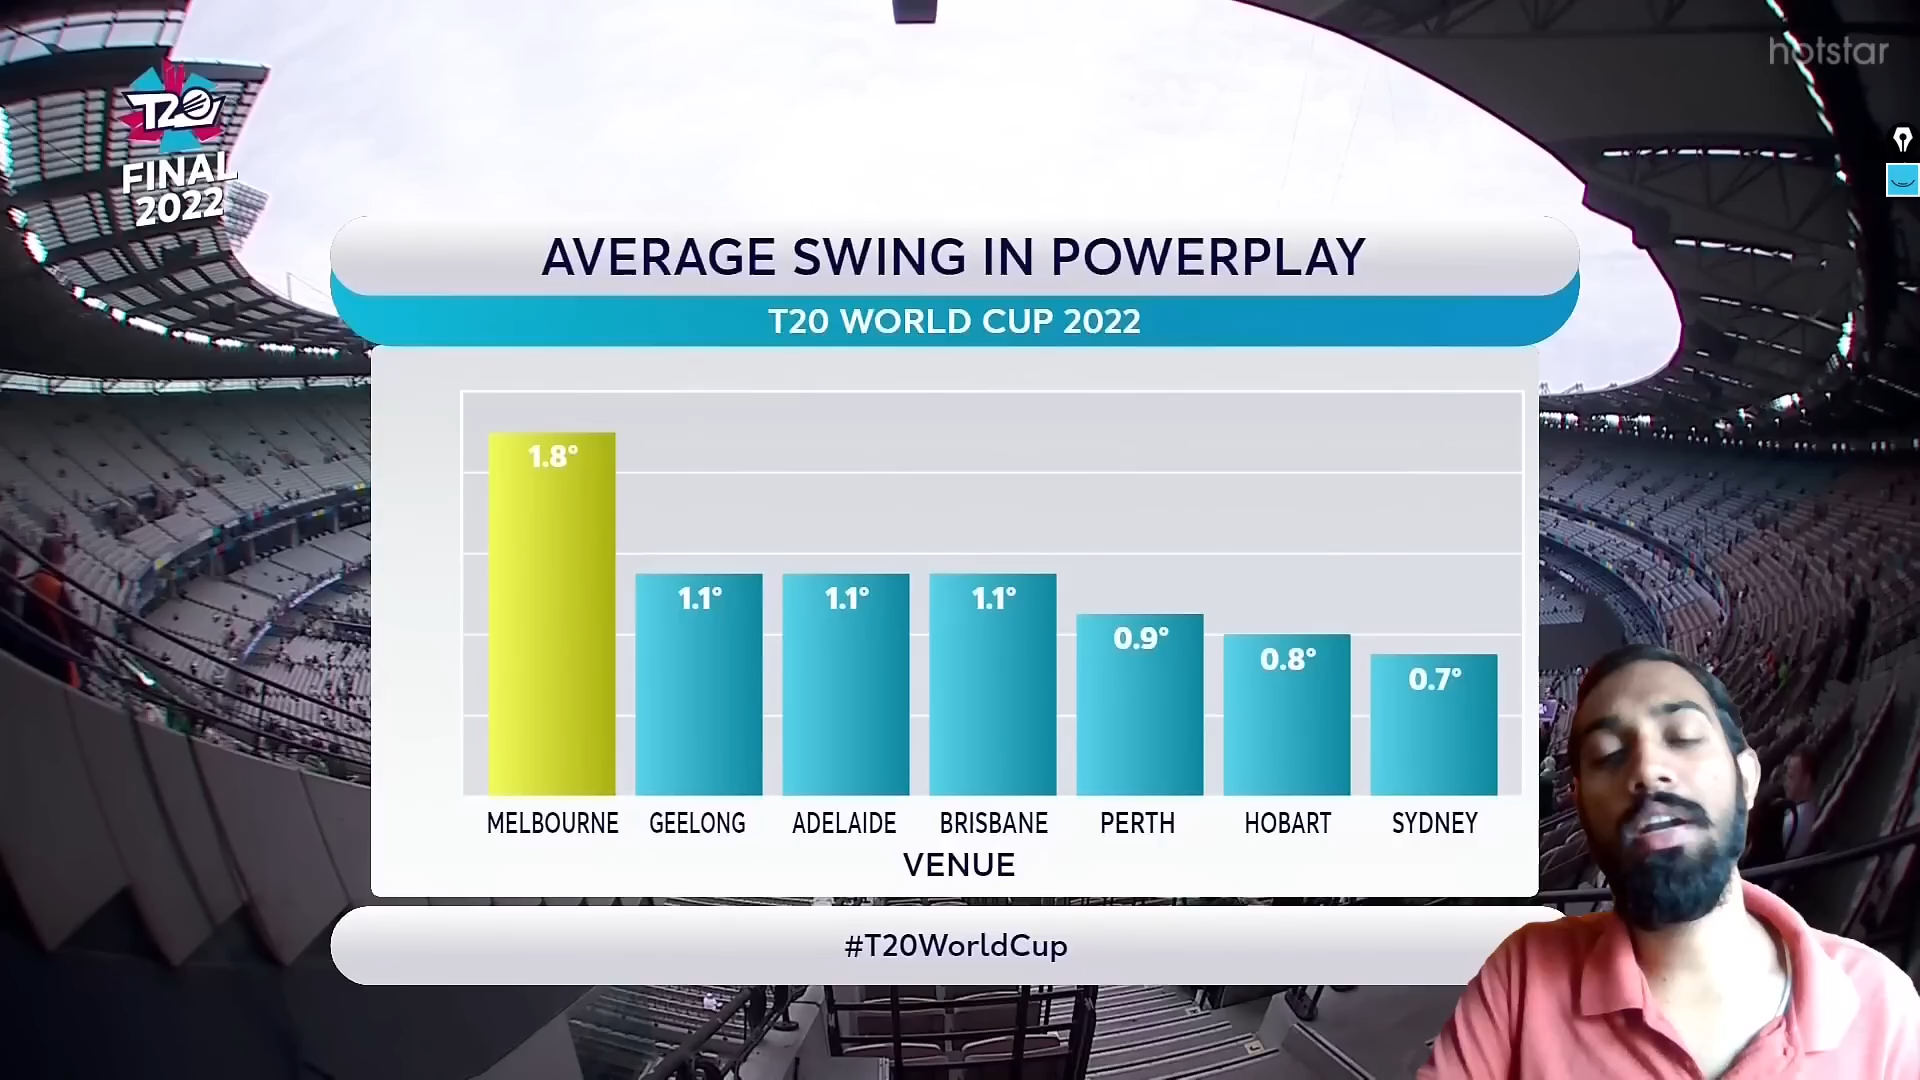 hotstar
T20
FINAL
2022
AVERAGE SWING IN POWERPLAY
T20 WORLD CUP 2022
1.8°
1.1°
1.1°
1.1°
0.9°
0.8°
0.7°
MELBOURNE GEELONG ADELAIDE BRISBANE PERTH HOBART SYDNEY
VENUE
#T20WorldCup